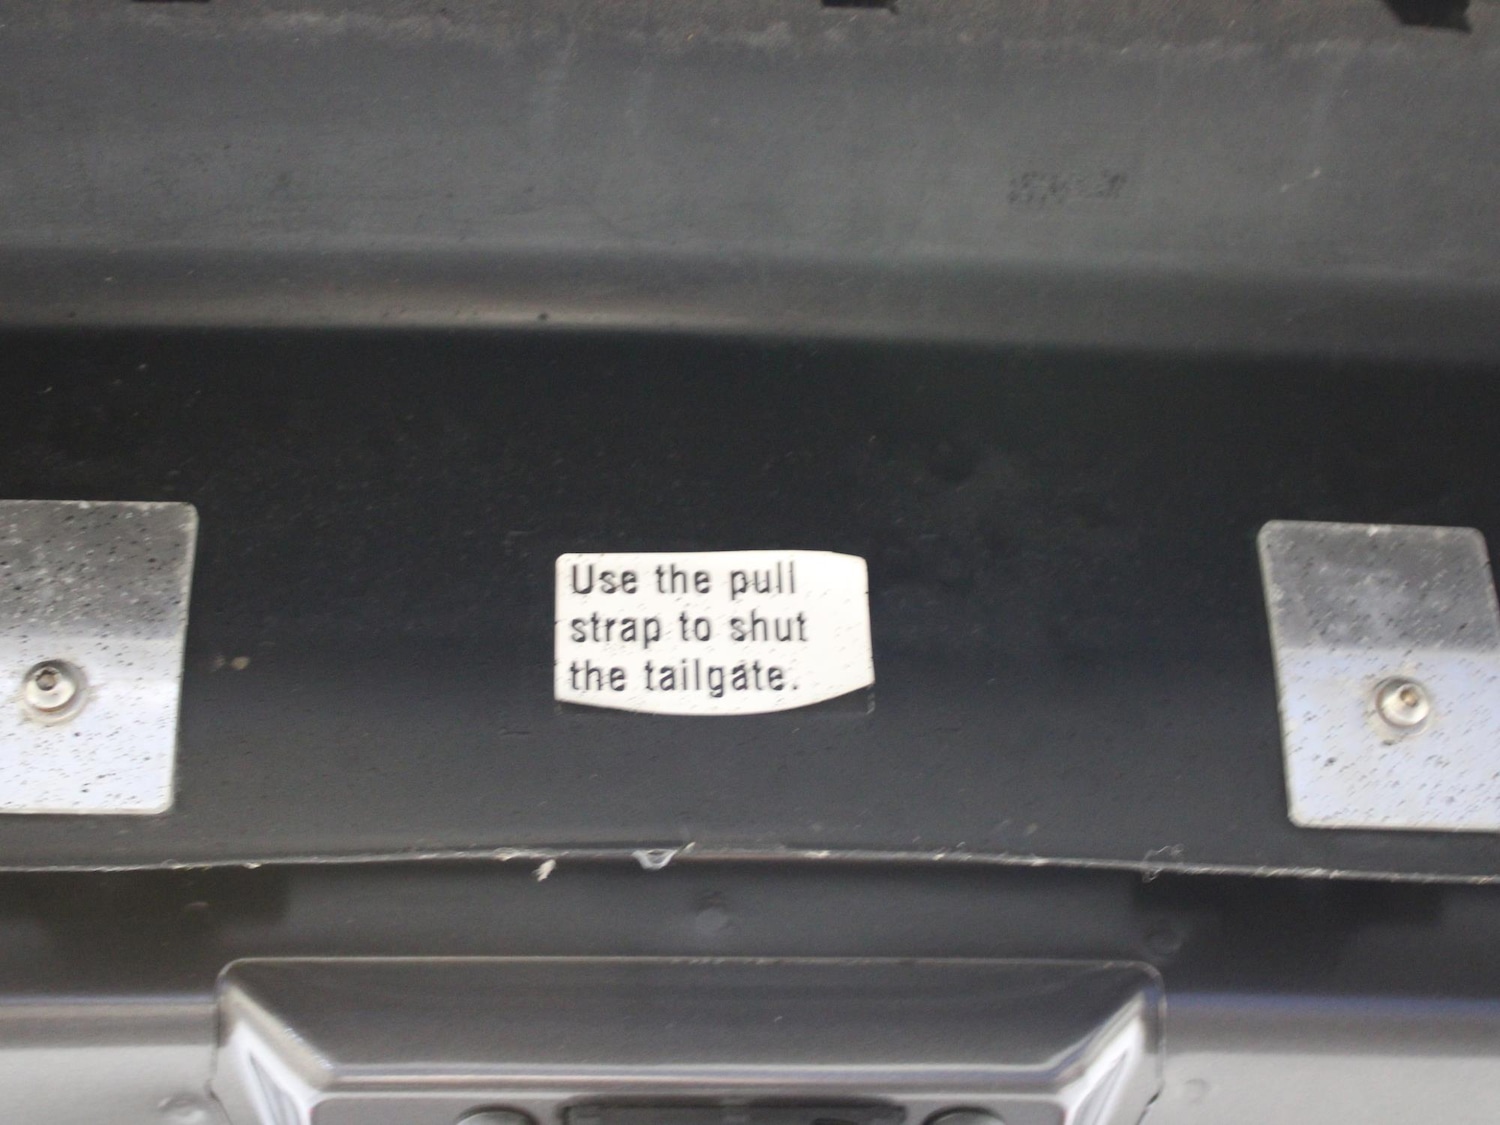 Use the pull
strap to shut
the tailgate.